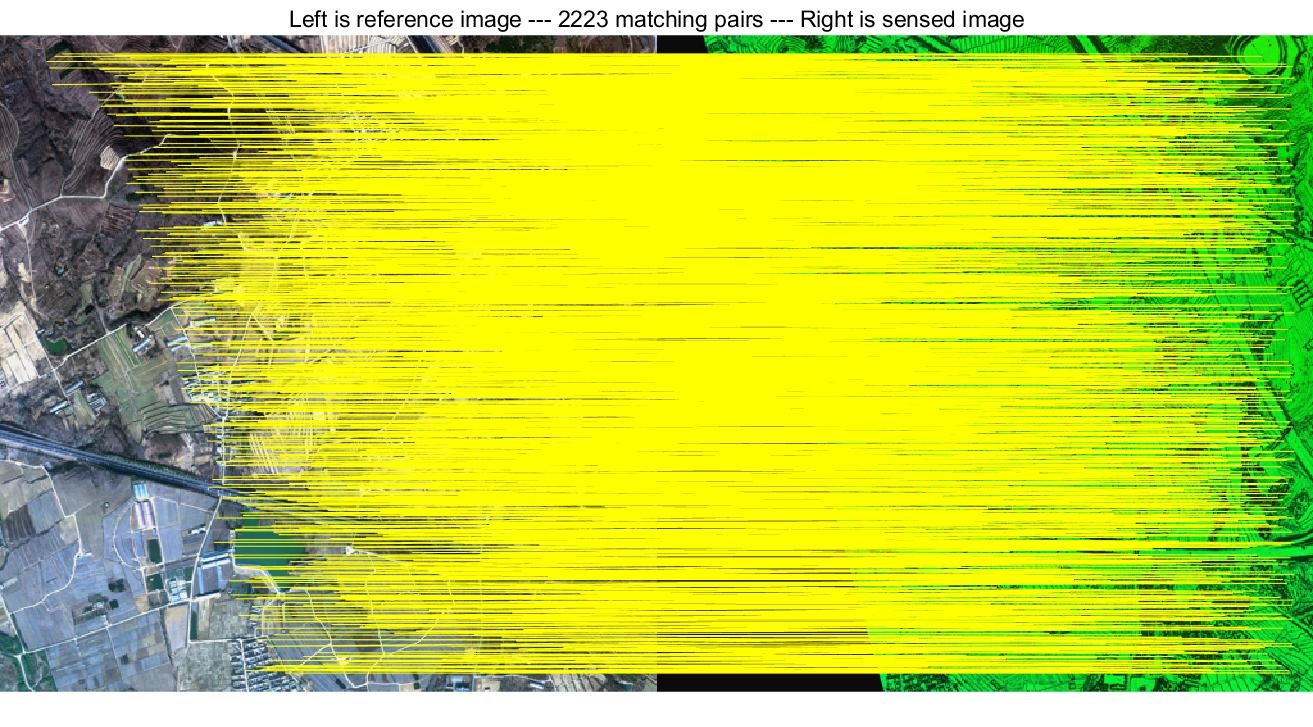 Left is reference image --- 2223 matching pairs --- Right is sensed image